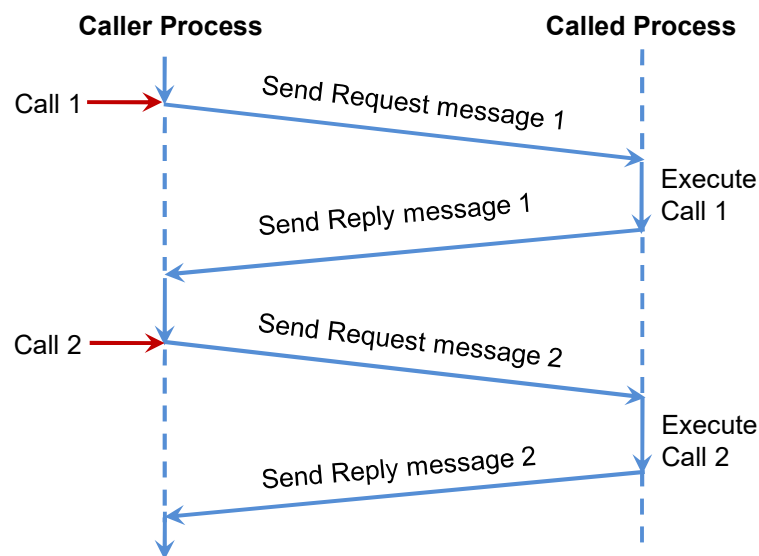 Caller Process
Called Process
Call 1
Send Request message 1
Execute
Call 1
Send Reply message 1
Call 2
Send Request message 2
Execute
Call 2
Send Reply message 2